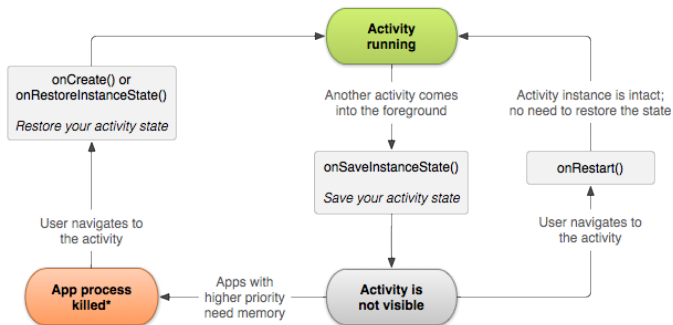 Activity
running
onCreate() or
onRestoreInstanceState()
Restore your activity state
Another activity comes
into the foreground
Activity instance is intact;
no need to restore the state
onSaveInstanceState()
Save your activity state
onRestart()
User navigates to
the activity
User navigates to
the activity
App process
killed*
Apps with
higher priority
need memory
Activity is
not visible